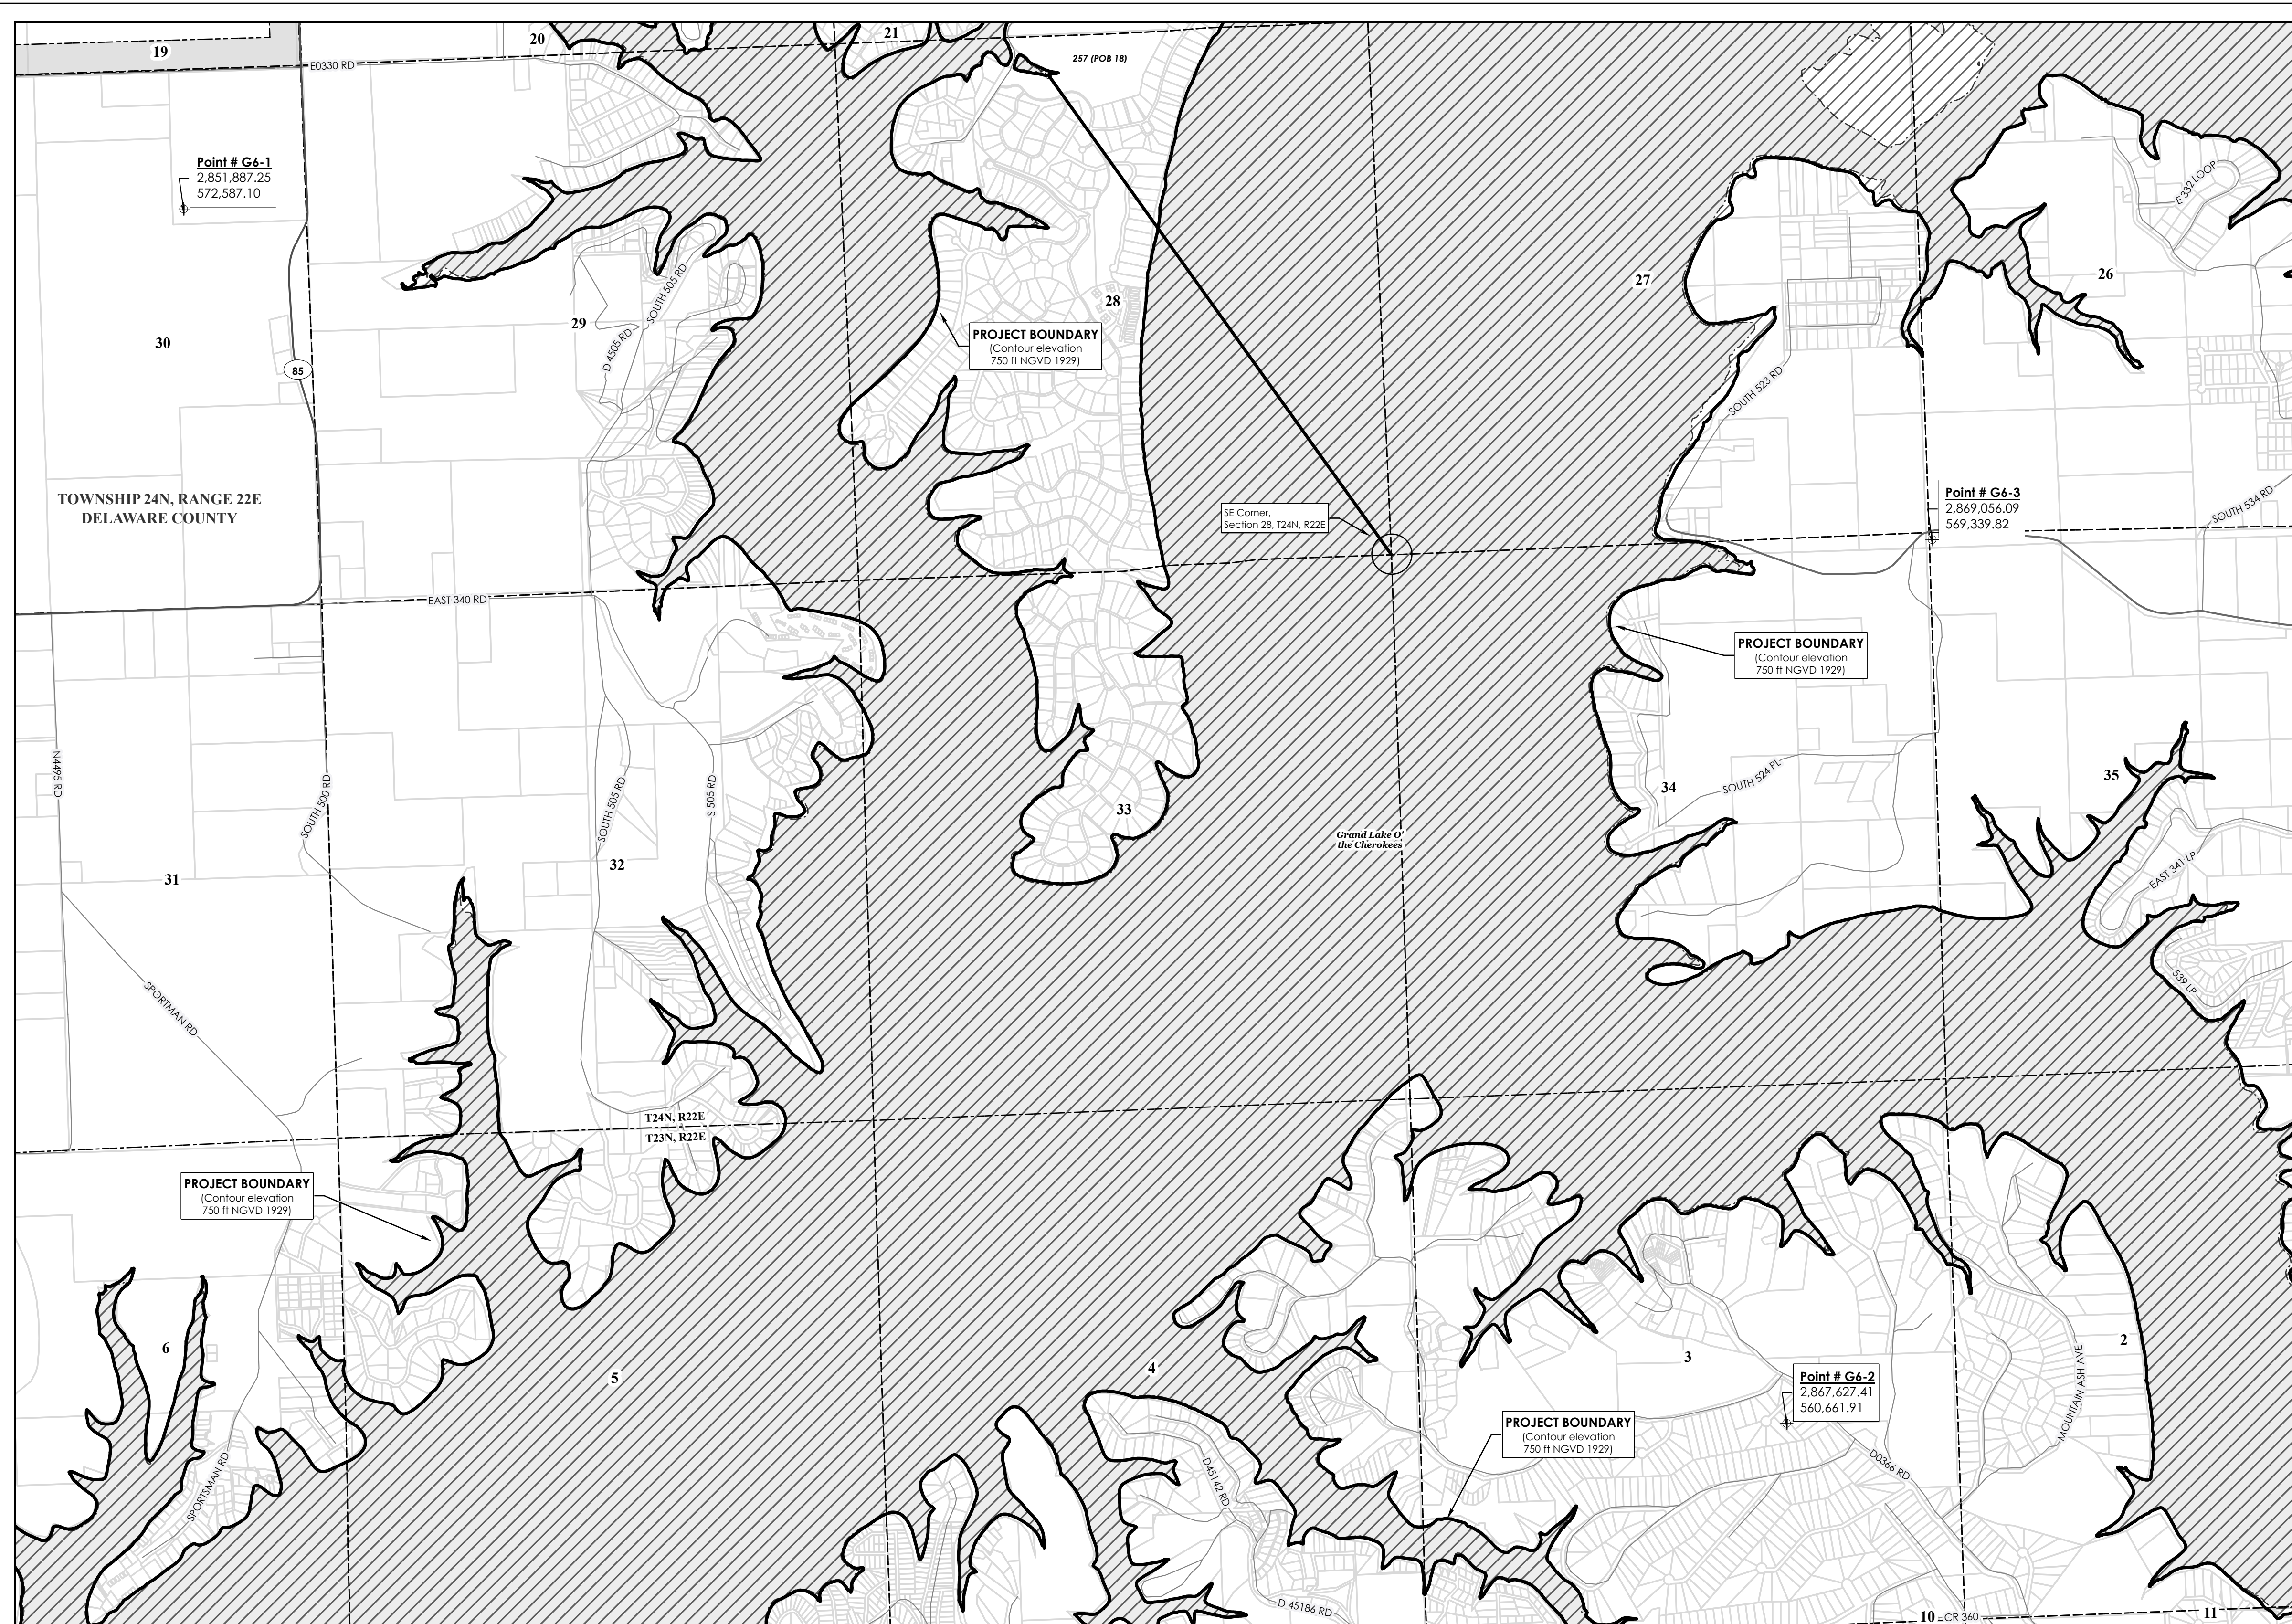 19
20
21
E0330 RD
257 (POB 18)
Point # G6-1
2,851,887.25
572,587.10
E 332 LOOP
26
27
28
29
SOUTH 505 RD
D 4505 RD
30
85
PROJECT BOUNDARY
(Contour elevation
750 ft NGVD 1929)
SOUTH 523 RD
TOWNSHIP 24N, RANGE 22E
DELAWARE COUNTY
SE Corner,
Section 28, T24N, R22E
Point # G6-3
2,869,056.09
569,339.82
SOUTH 534 RD
EAST 340 RD
PROJECT BOUNDARY
(Contour elevation
750 ft NGVD 1929)
N4495 RD
SOUTH 500 RD
SOUTH 505 RD
S 505 RD
33
34
SOUTH 524 PL
35
Grand Lake O'
the Cherokees
31
32
EAST 341 LP
539 LP
SPORTMAN RD
T24N, R22E
T23N, R22E
PROJECT BOUNDARY
(Contour elevation
750 ft NGVD 1929)
6
5
4
3
2
MOUNTAIN ASH AVE
Point # G6-2
2,867,627.41
560,661.91
PROJECT BOUNDARY
(Contour elevation
750 ft NGVD 1929)
SPORTSMAN RD
D45142 RD
D0366 RD
D 45186 RD
10
CR 360
11